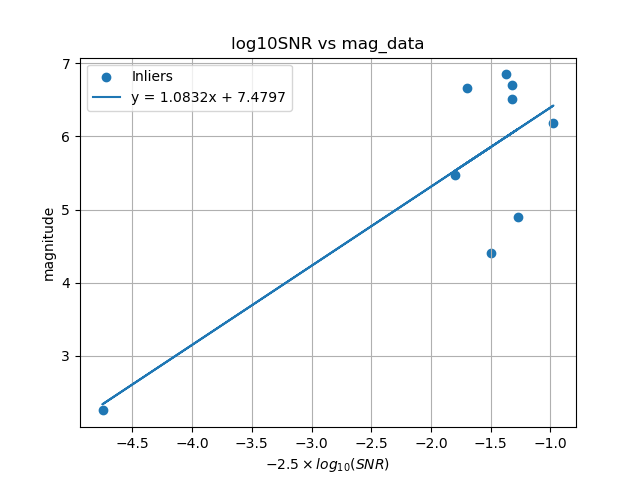 log10SNR vs mag_data
Inliers
y = 1.0832x + 7.4797
magnitude
7
6
5
4
3
−4.5 −4.0 −3.5 −3.0 −2.5 −2.0 −1.5 −1.0
−2.5 × log₁₀(SNR)